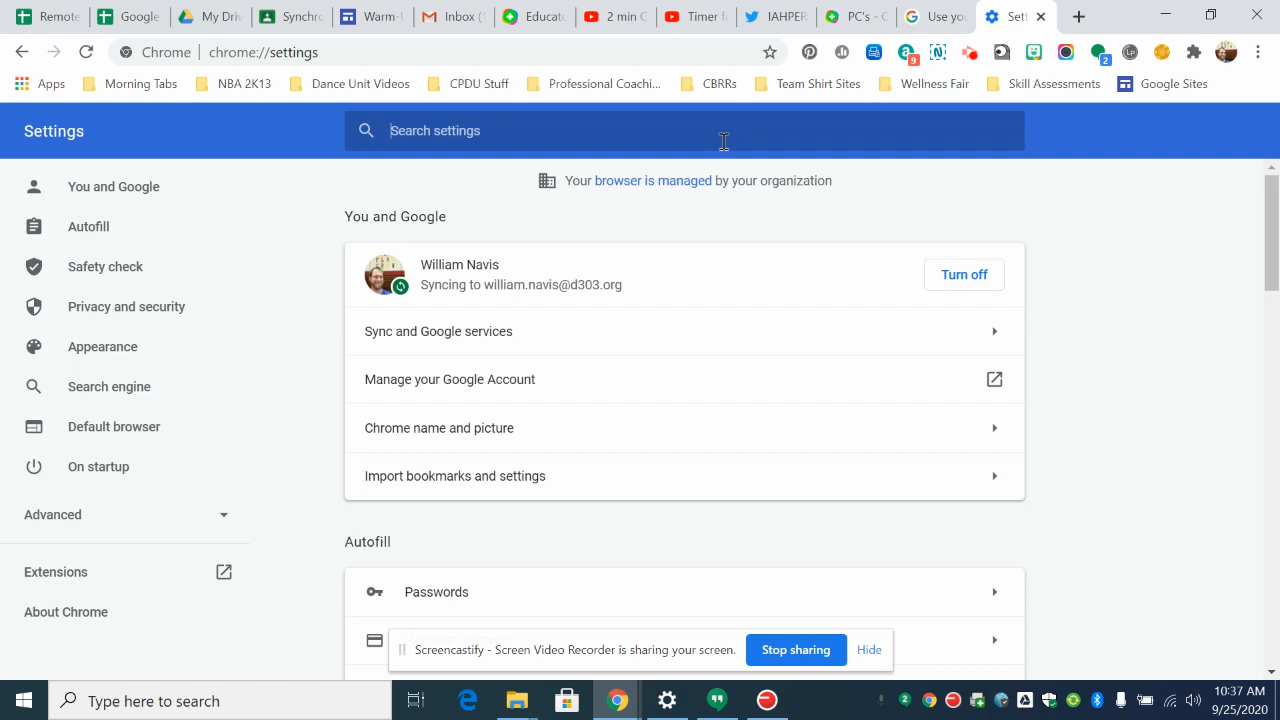 Remote
Google
My Driv
Synchro
Warm-U
Inbox (1
Educat
2 min C
Timer
IAHPE
PC's - C
Use you
Sett
Chrome
chrome://settings
9
2
Apps
Morning Tabs
NBA 2K13
Dance Unit Videos
CPDU Stuff
Professional Coachi...
CBRRs
Team Shirt Sites
Wellness Fair
Skill Assessments
Google Sites
Settings
Search settings
Your browser is managed by your organization
You and Google
Autofill
Safety check
Privacy and security
Appearance
Search engine
Default browser
On startup
Advanced
Extensions
About Chrome
You and Google
William Navis
Syncing to william.navis@d303.org
Turn off
Sync and Google services
Manage your Google Account
Chrome name and picture
Import bookmarks and settings
Autofill
Passwords
Screencastify - Screen Video Recorder is sharing your screen.
Stop sharing
Hide
Type here to search
10:37 AM
9/25/2020